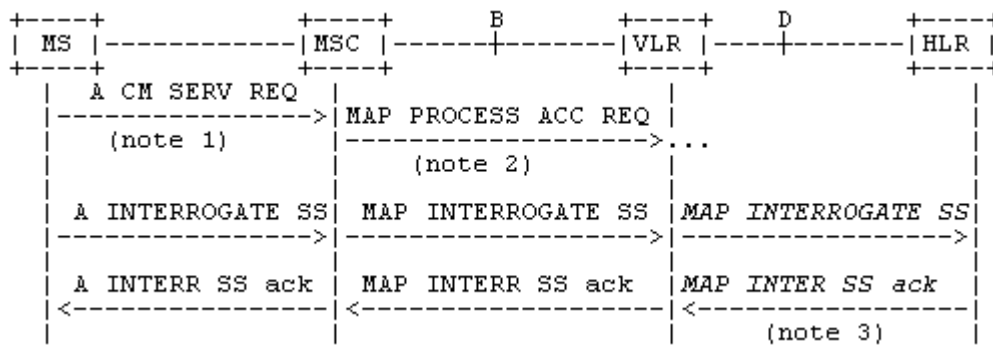 B D
MS MSC VLR HLR
A CM SERV REQ
MAP PROCESS ACC REQ
(note 1) ...
(note 2)
A INTERROGATE SS MAP INTERROGATE SS MAP INTERROGATE SS
A INTERR SS ack MAP INTERR SS ack MAP INTER SS ack
(note 3)